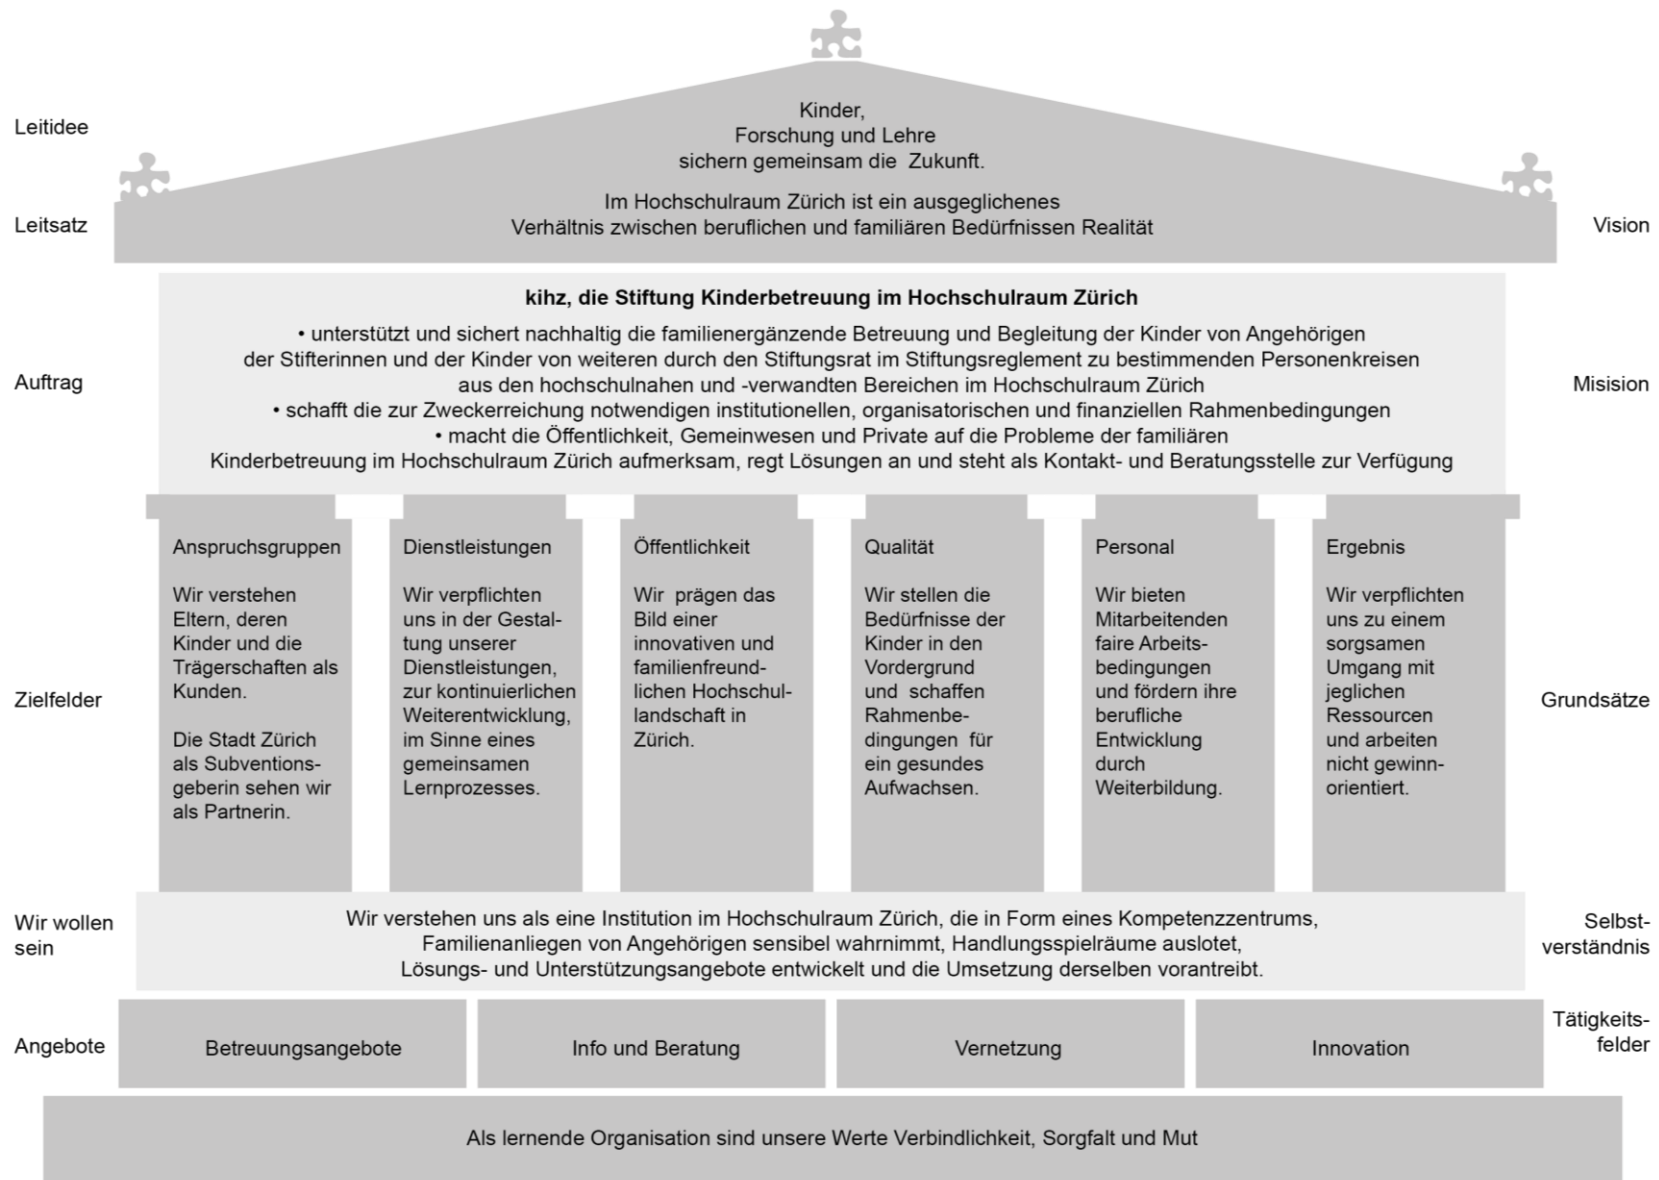 Leitidee
Kinder,
Forschung und Lehre
sichern gemeinsam die Zukunft.
Leitsatz
Im Hochschulraum Zürich ist ein ausgeglichenes
Verhältnis zwischen beruflichen und familiären Bedürfnissen Realität
Vision
Auftrag
kihz, die Stiftung Kinderbetreuung im Hochschulraum Zürich
• unterstützt und sichert nachhaltig die familienergänzende Betreuung und Begleitung der Kinder von Angehörigen
der Stifterinnen und der Kinder von weiteren durch den Stiftungsrat im Stiftungsreglement zu bestimmenden Personenkreisen
aus den hochschulnahen und -verwandten Bereichen im Hochschulraum Zürich
• schafft die zur Zweckerreichung notwendigen institutionellen, organisatorischen und finanziellen Rahmenbedingungen
• macht die Öffentlichkeit, Gemeinwesen und Private auf die Probleme der familiären
Kinderbetreuung im Hochschulraum Zürich aufmerksam, regt Lösungen an und steht als Kontakt- und Beratungsstelle zur Verfügung
Misision
Zielfelder
Anspruchsgruppen
Wir verstehen
Eltern, deren
Kinder und die
Trägerschaften als
Kunden.
Die Stadt Zürich
als Subventions-
geberin sehen wir
als Partnerin.
Dienstleistungen
Wir verpflichten
uns in der Gestal-
tung unserer
Dienstleistungen,
zur kontinuierlichen
Weiterentwicklung,
im Sinne eines
gemeinsamen
Lernprozesses.
Öffentlichkeit
Wir prägen das
Bild einer
innovativen und
familienfreund-
lichen Hochschul-
landschaft in
Zürich.
Qualität
Wir stellen die
Bedürfnisse der
Kinder in den
Vordergrund
und schaffen
Rahmenbe-
dingungen für
ein gesundes
Aufwachsen.
Personal
Wir bieten
Mitarbeitenden
faire Arbeits-
bedingungen
und fördern ihre
berufliche
Entwicklung
durch
Weiterbildung.
Ergebnis
Wir verpflichten
uns zu einem
sorgsamen
Umgang mit
jeglichen
Ressourcen
und arbeiten
nicht gewinn-
orientiert.
Grundsätze
Wir wollen
sein
Wir verstehen uns als eine Institution im Hochschulraum Zürich, die in Form eines Kompetenzzentrums,
Familienanliegen von Angehörigen sensibel wahrnimmt, Handlungsspielräume auslotet,
Lösungs- und Unterstützungsangebote entwickelt und die Umsetzung derselben vorantreibt.
Selbst-
verständnis
Angebote
Betreuungsangebote
Info und Beratung
Vernetzung
Innovation
Tätigkeits-
felder
Als lernende Organisation sind unsere Werte Verbindlichkeit, Sorgfalt und Mut